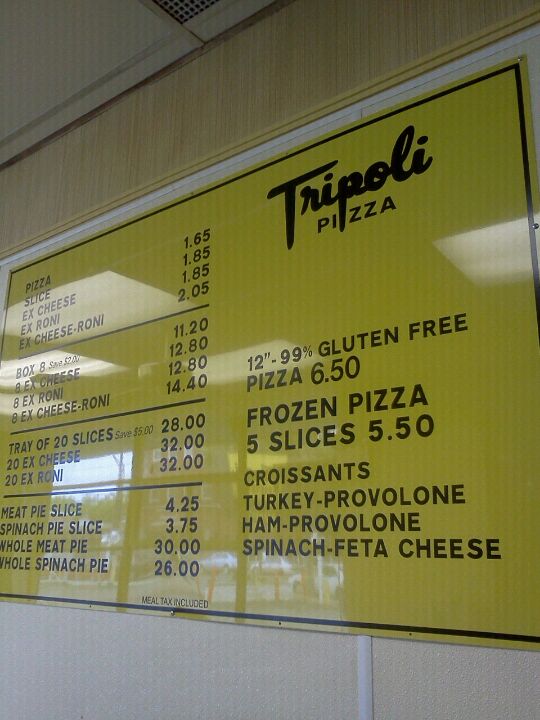 Tripoli
PIZZA
PIZZA
SLICE 1.65
EX CHEESE 1.85
EX RONI 1.85
EX CHEESE-RONI 2.05
BOX 8 Save $2.00 11.20
8 EX CHEESE 12.80
8 EX RONI 12.80
8 EX CHEESE-RONI 14.40
TRAY OF 20 SLICES Save $5.00 28.00
20 EX CHEESE 32.00
20 EX RONI 32.00
MEAT PIE SLICE 4.25
SPINACH PIE SLICE 3.75
WHOLE MEAT PIE 30.00
WHOLE SPINACH PIE 26.00
MEAL TAX INCLUDED
12"- 99% GLUTEN FREE
PIZZA 6.50
FROZEN PIZZA
5 SLICES 5.50
CROISSANTS
TURKEY-PROVOLONE
HAM-PROVOLONE
SPINACH-FETA CHEESE